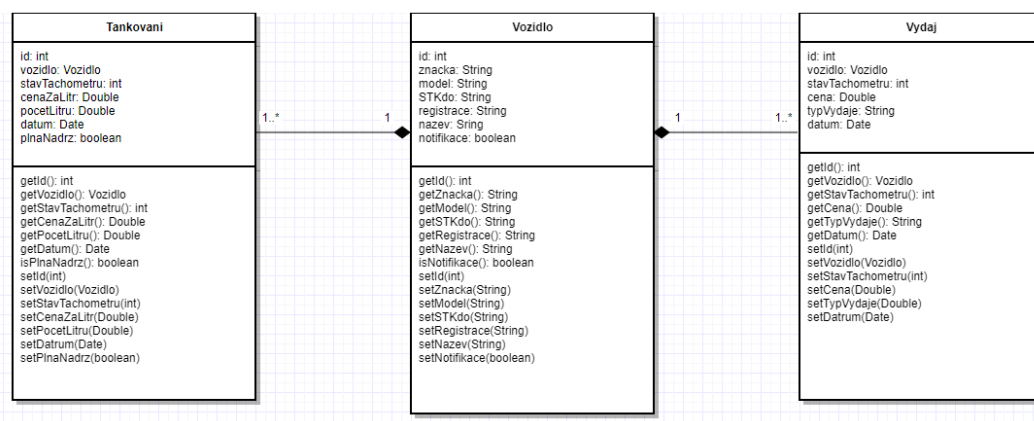 Tankovani
id: int
vozidlo: Vozidlo
stavTachometru: int
cenaZaLitr: Double
pocetLitru: Double
datum: Date
plnaNadrz: boolean
getId(): int
getVozidlo(): Vozidlo
getStavTachometru(): int
getCenaZaLitr(): Double
getPocetLitru(): Double
getDatum(): Date
isPlnaNadrz(): boolean
setId(int)
setVozidlo(Vozidlo)
setStavTachometru(int)
setCenaZaLitr(Double)
setPocetLitru(Double)
setDatrum(Date)
setPlnaNadrz(boolean)
1..*
1
Vozidlo
id: int
znacka: String
model: String
STKdo: String
registrace: String
nazev: Sring
notifikace: boolean
getId(): int
getZnacka(): String
getModel(): String
getSTKdo(): String
getRegistrace(): String
getNazev(): String
isNotifikace(): boolean
setId(int)
setZnacka(String)
setModel(String)
setSTKdo(String)
setRegistrace(String)
setNazev(String)
setNotifikace(boolean)
1
1..*
Vydaj
id: int
vozidlo: Vozidlo
stavTachometru: int
cena: Double
typVydaje: String
datum: Date
getId(): int
getVozidlo(): Vozidlo
getStavTachometru(): int
getCena(): Double
getTypVydaje(): String
getDatum(): Date
setId(int)
setVozidlo(Vozidlo)
setStavTachometru(int)
setCena(Double)
setTypVydaje(Double)
setDatrum(Date)